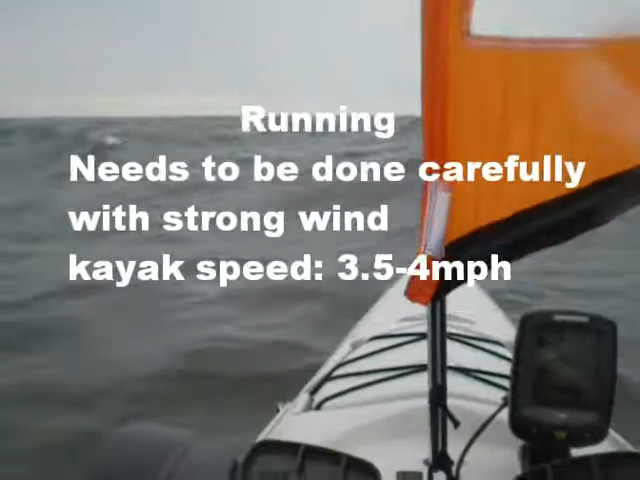 Running
Needs to be done carefully
with strong wind
kayak speed: 3.5-4mph